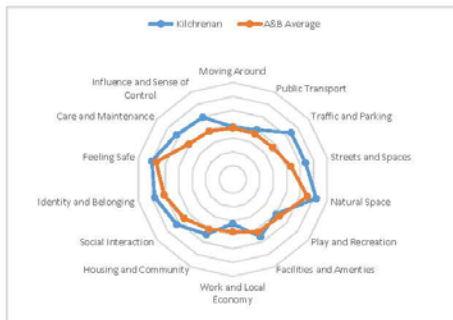 Kilchrenan A&B Average
Moving Around
Influence and Sense of
Control
Public Transport
Care and Maintenance
Traffic and Parking
Feeling Safe
Streets and Spaces
Identity and Belonging
Natural Space
Social Interaction
Play and Recreation
Housing and Community
Facilities and Amenties
Work and Local
Economy